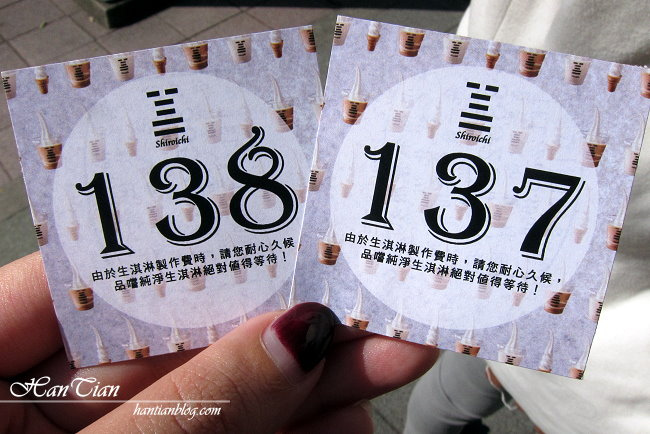 Shiroichi
138
由於生淇淋製作費時，請您耐心久候
品嚐純淨生淇淋絕對值得等待！
Shiroichi
137
由於生淇淋製作費時，請您耐心久候，
品嚐純淨生淇淋絕對值得等待！
HanTian
hantianblog.com